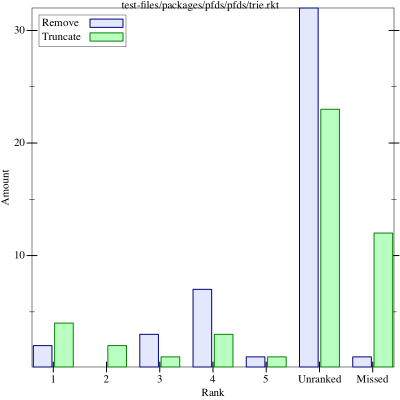 test-files/packages/pfds/pfds/trie.rkt
Remove
Truncate
30
20
10
Amount
1 2 3 4 5 Unranked Missed
Rank